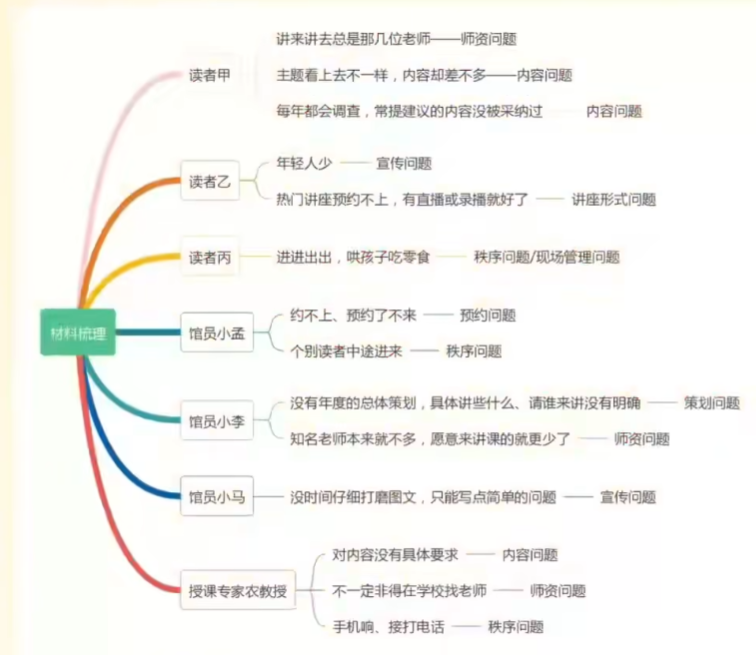 材料梳理
读者甲
讲来讲去总是那几位老师——师资问题
主题看上去不一样，内容却差不多——内容问题
每年都会调查，常提建议的内容没被采纳过 内容问题
读者乙
年轻人少 宣传问题
热门讲座预约不上，有直播或录播就好了 讲座形式问题
读者丙
进进出出，哄孩子吃零食 秩序问题/现场管理问题
馆员小孟
约不上、预约了不来 预约问题
个别读者中途进来 秩序问题
馆员小李
没有年度的总体策划，具体讲些什么、请谁来讲没有明确 策划问题
知名老师本来就不多，愿意来讲课的就更少了 师资问题
馆员小马
没时间仔细打磨图文，只能写点简单的问题 宣传问题
授课专家农教授
对内容没有具体要求 内容问题
不一定非得在学校找老师 师资问题
手机响、接打电话 秩序问题